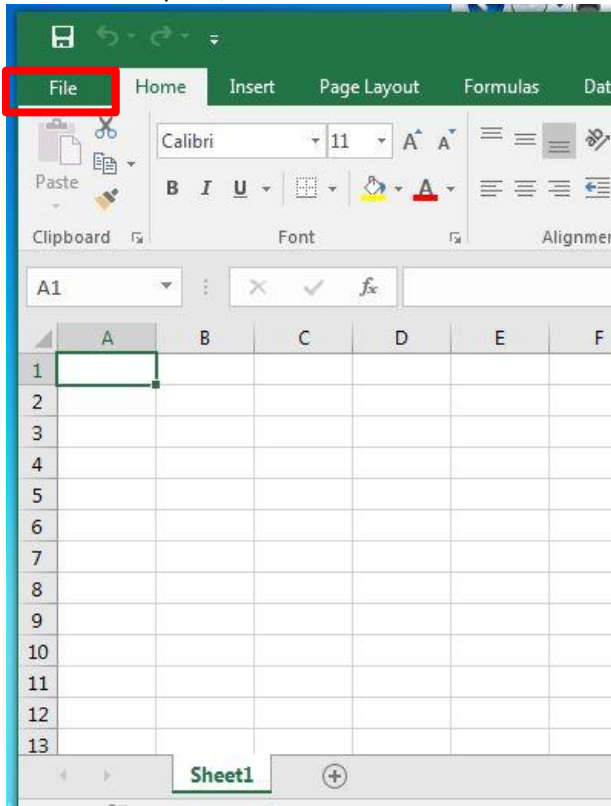 File Home Insert Page Layout Formulas Dat
Calibri 11 A A
Paste B I U A
Clipboard Font Alignmen
A1 fx
A B C D E F
1
2
3
4
5
6
7
8
9
10
11
12
13
Sheet1